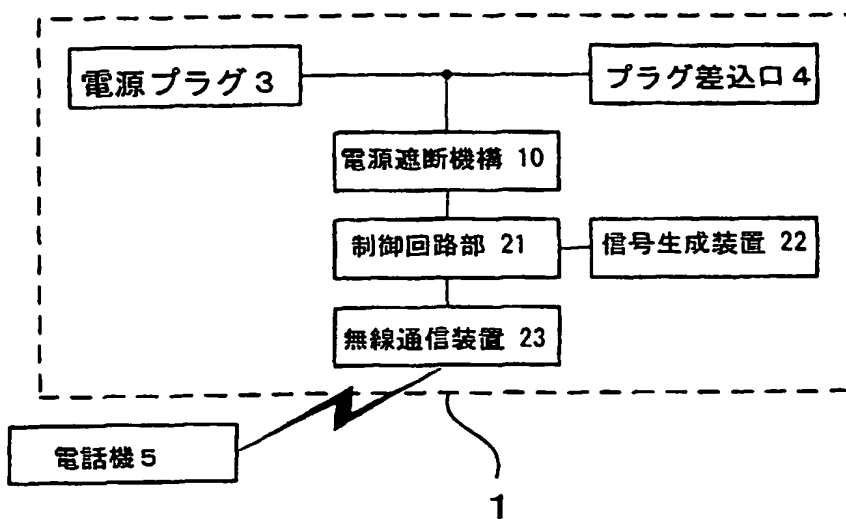 電源プラグ3
プラグ差込口4
電源遮断機構 10
制御回路部 21
信号生成装置 22
無線通信装置 23
電話機5
1